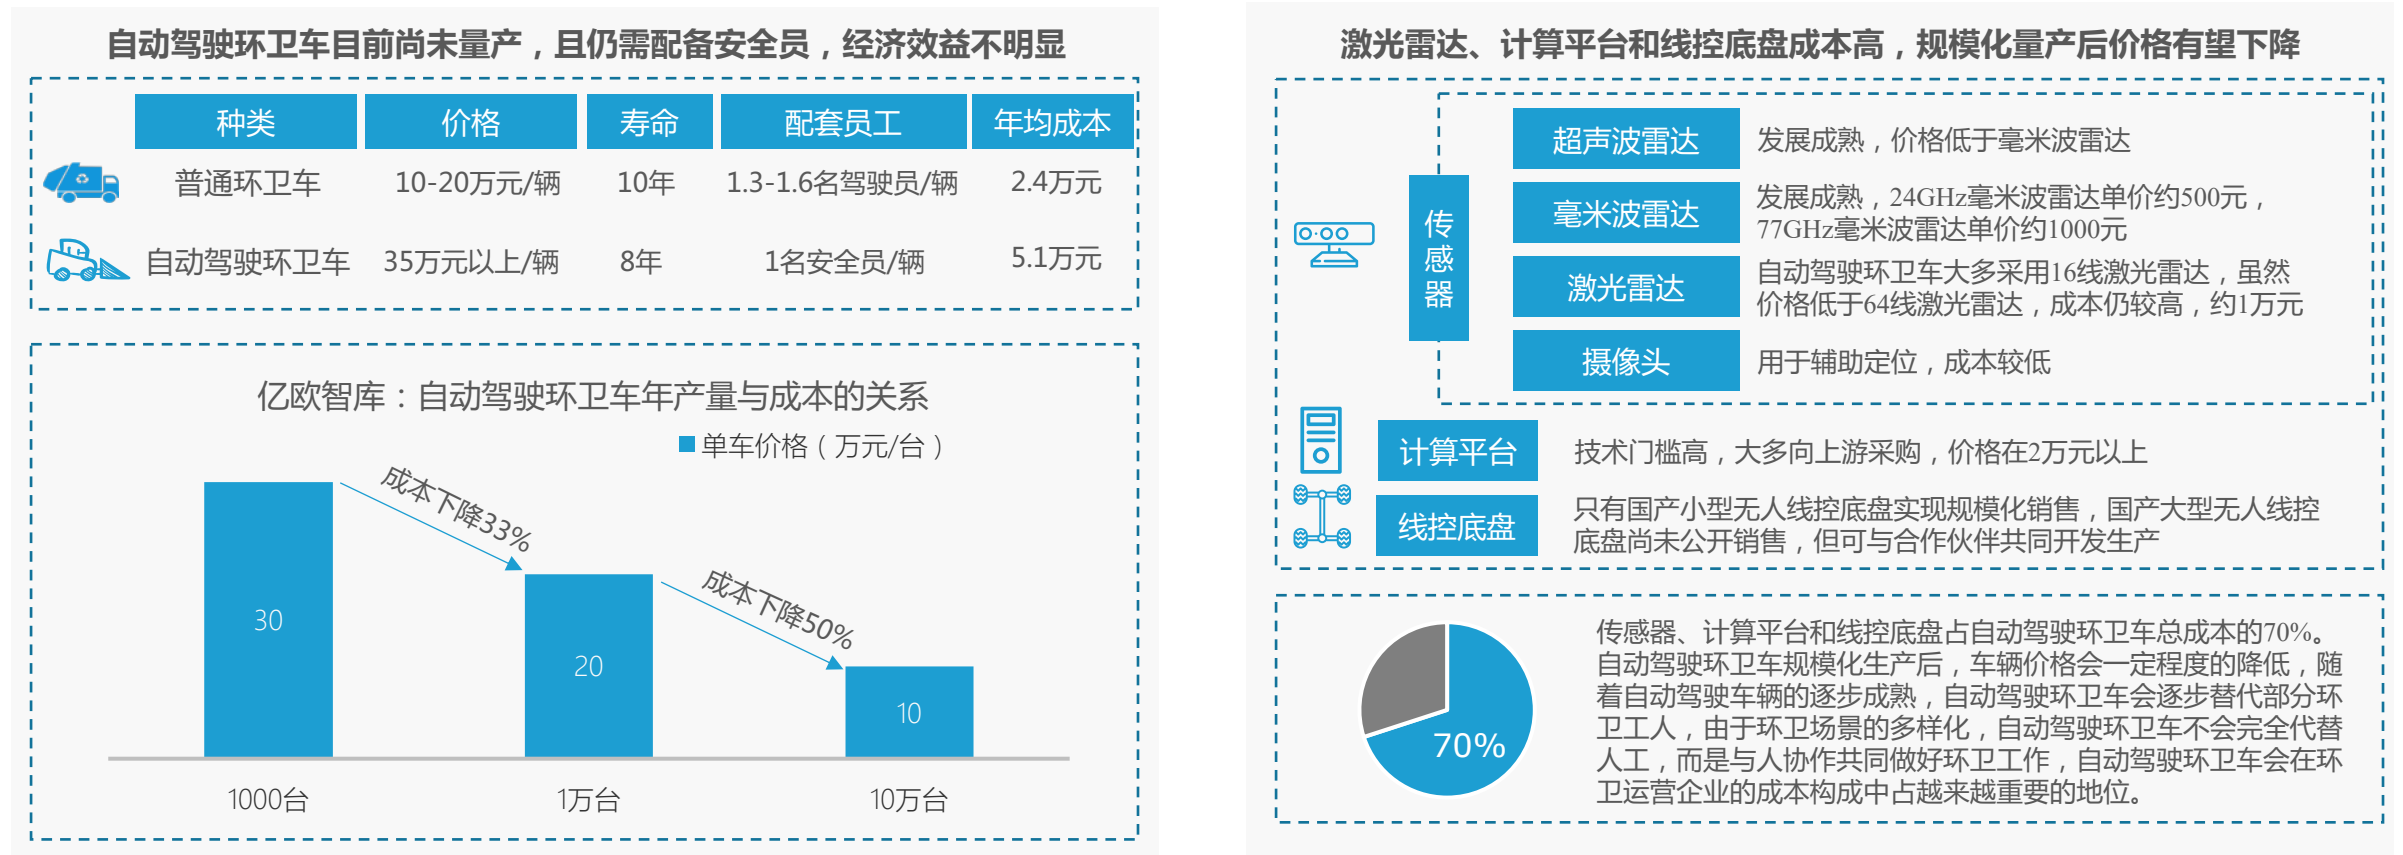 自动驾驶环卫车目前尚未量产，且仍需配备安全员，经济效益不明显
种类 价格 寿命 配套员工 年均成本
普通环卫车 10-20万元/辆 10年 1.3-1.6名驾驶员/辆 2.4万元
自动驾驶环卫车 35万元以上/辆 8年 1名安全员/辆 5.1万元
亿欧智库：自动驾驶环卫车年产量与成本的关系
单车价格（万元/台）
成本下降33%
成本下降50%
30
20
10
1000台 1万台 10万台
激光雷达、计算平台和线控底盘成本高，规模化量产后价格有望下降
传感器
超声波雷达
发展成熟，价格低于毫米波雷达
毫米波雷达
发展成熟，24GHz毫米波雷达单价约500元，
77GHz毫米波雷达单价约1000元
激光雷达
自动驾驶环卫车大多采用16线激光雷达，虽然
价格低于64线激光雷达，成本仍较高，约1万元
摄像头
用于辅助定位，成本较低
计算平台
技术门槛高，大多向上游采购，价格在2万元以上
线控底盘
只有国产小型无人线控底盘实现规模化销售，国产大型无人线控
底盘尚未公开销售，但可与合作伙伴共同开发生产
70%
传感器、计算平台和线控底盘占自动驾驶环卫车总成本的70%。
自动驾驶环卫车规模化生产后，车辆价格会一定程度的降低，随
着自动驾驶车辆的逐步成熟，自动驾驶环卫车会逐步替代部分环
卫工人，由于环卫场景的多样化，自动驾驶环卫车不会完全代替
人工，而是与人协作共同做好环卫工作，自动驾驶环卫车会在环
卫运营企业的成本构成中占越来越重要的地位。